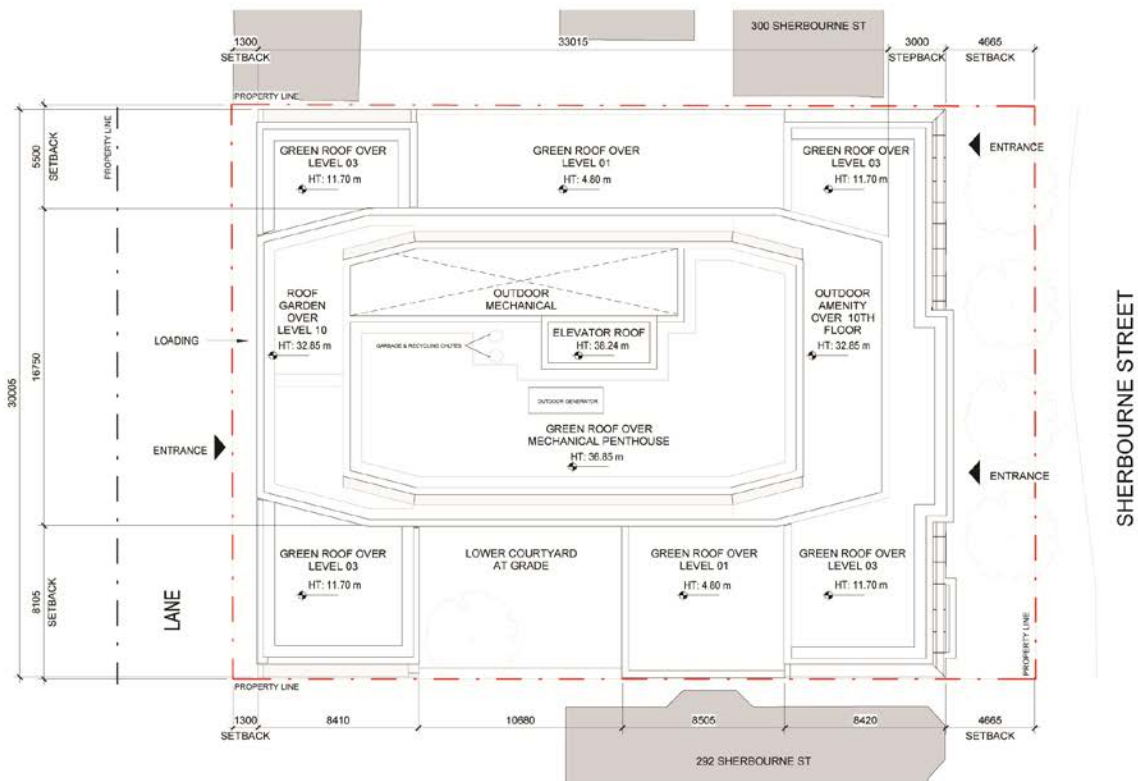 300 SHERBOURNE ST
1300
SETBACK
33015
3000
STEPBACK
4665
SETBACK
PROPERTY LINE
PROPERTY LINE
5500
SETBACK
GREEN ROOF OVER
LEVEL 03
HT: 11.70 m
GREEN ROOF OVER
LEVEL 01
HT: 4.80 m
GREEN ROOF OVER
LEVEL 03
HT: 11.70 m
ENTRANCE
ROOF
GARDEN
OVER
LEVEL 10
HT: 32.85 m
OUTDOOR
MECHANICAL
OUTDOOR
AMENITY
OVER 10TH
FLOOR
HT: 32.85 m
LOADING
GARBAGE & RECYCLING CHUTES
ELEVATOR ROOF
HT: 38.24 m
SHERBOURNE STREET
30005
16750
OUTDOOR GENERATOR
ENTRANCE
GREEN ROOF OVER
MECHANICAL PENTHOUSE
HT: 36.85 m
ENTRANCE
8105
SETBACK
LANE
GREEN ROOF OVER
LEVEL 03
HT: 11.70 m
LOWER COURTYARD
AT GRADE
GREEN ROOF OVER
LEVEL 01
HT: 4.80 m
GREEN ROOF OVER
LEVEL 03
HT: 11.70 m
PROPERTY LINE
PROPERTY LINE
1300
SETBACK
8410
10680
8505
8420
4665
SETBACK
292 SHERBOURNE ST